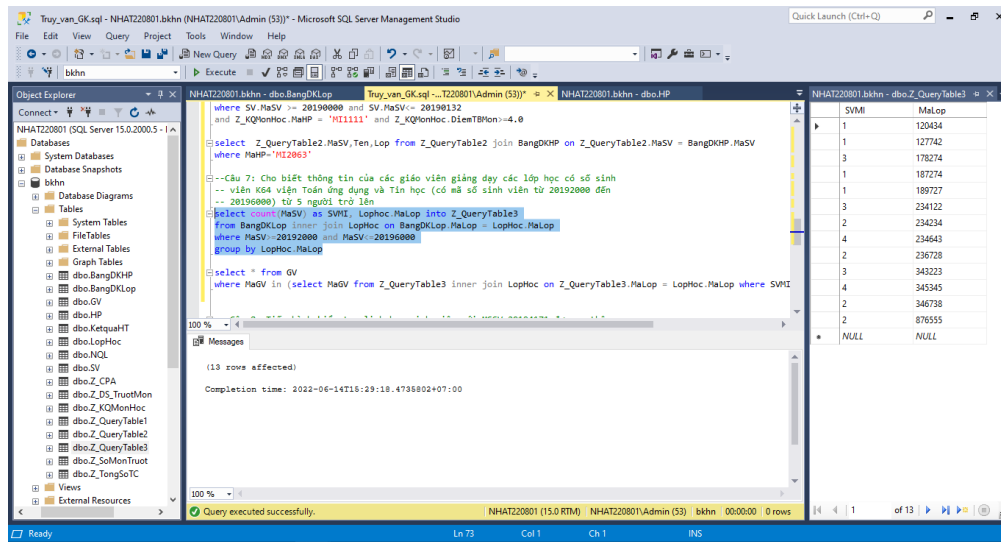 Truy_van_GK.sql - NHAT220801.bkhn (NHAT220801\Admin (53))* - Microsoft SQL Server Management Studio
Quick Launch (Ctrl+Q)
File Edit View Query Project Tools Window Help
New Query
bkhn
Execute
Object Explorer
Connect
NHAT220801 (SQL Server 15.0.2000.5 - I
Databases
System Databases
Database Snapshots
bkhn
Database Diagrams
Tables
System Tables
FileTables
External Tables
Graph Tables
dbo.BangDKHP
dbo.BangDKLop
dbo.GV
dbo.HP
dbo.KetquaHT
dbo.LopHoc
dbo.NQL
dbo.SV
dbo.Z_CPA
dbo.Z_DS_TruotMon
dbo.Z_KQMonHoc
dbo.Z_QueryTable1
dbo.Z_QueryTable2
dbo.Z_QueryTable3
dbo.Z_SoMonTruot
dbo.Z_TongSoTC
Views
External Resources
NHAT220801.bkhn - dbo.BangDKLop
Truy_van_GK.sql -...T220801\Admin (53))*
NHAT220801.bkhn - dbo.HP
where SV.MaSV >= 20190000 and SV.MaSV<= 20190132
and Z_KQMonHoc.MaHP = 'MI1111' and Z_KQMonHoc.DiemTBMon>=4.0
select Z_QueryTable2.MaSV,Ten,Lop from Z_QueryTable2 join BangDKHP on Z_QueryTable2.MaSV = BangDKHP.MaSV
where MaHP='MI2063'
--Câu 7: Cho biết thông tin của các giáo viên giảng dạy các lớp học có số sinh
-- viên K64 viện Toán ứng dụng và Tin học (có mã số sinh viên từ 20192000 đến
-- 20196000) từ 5 người trở lên
select count(MaSV) as SVMI, Lophoc.MaLop into Z_QueryTable3
from BangDKLop inner join LopHoc on BangDKLop.MaLop = LopHoc.MaLop
where MaSV>=20192000 and MaSV<=20196000
group by LopHoc.MaLop
select * from GV
where MaGV in (select MaGV from Z_QueryTable3 inner join LopHoc on Z_QueryTable3.MaLop = LopHoc.MaLop where SVMI
100 %
Messages
(13 rows affected)
Completion time: 2022-06-14T15:29:18.4735802+07:00
100 %
Query executed successfully.
NHAT220801 (15.0 RTM)
NHAT220801\Admin (53)
bkhn
00:00:00
0 rows
NHAT220801.bkhn - dbo.Z_QueryTable3
SVMI MaLop
1 120434
1 127742
3 178274
1 187274
1 189727
3 234122
2 234234
4 234643
2 236728
3 343223
4 345345
2 346738
2 876555
NULL NULL
1 of 13
Ready
Ln 73
Col 1
Ch 1
INS